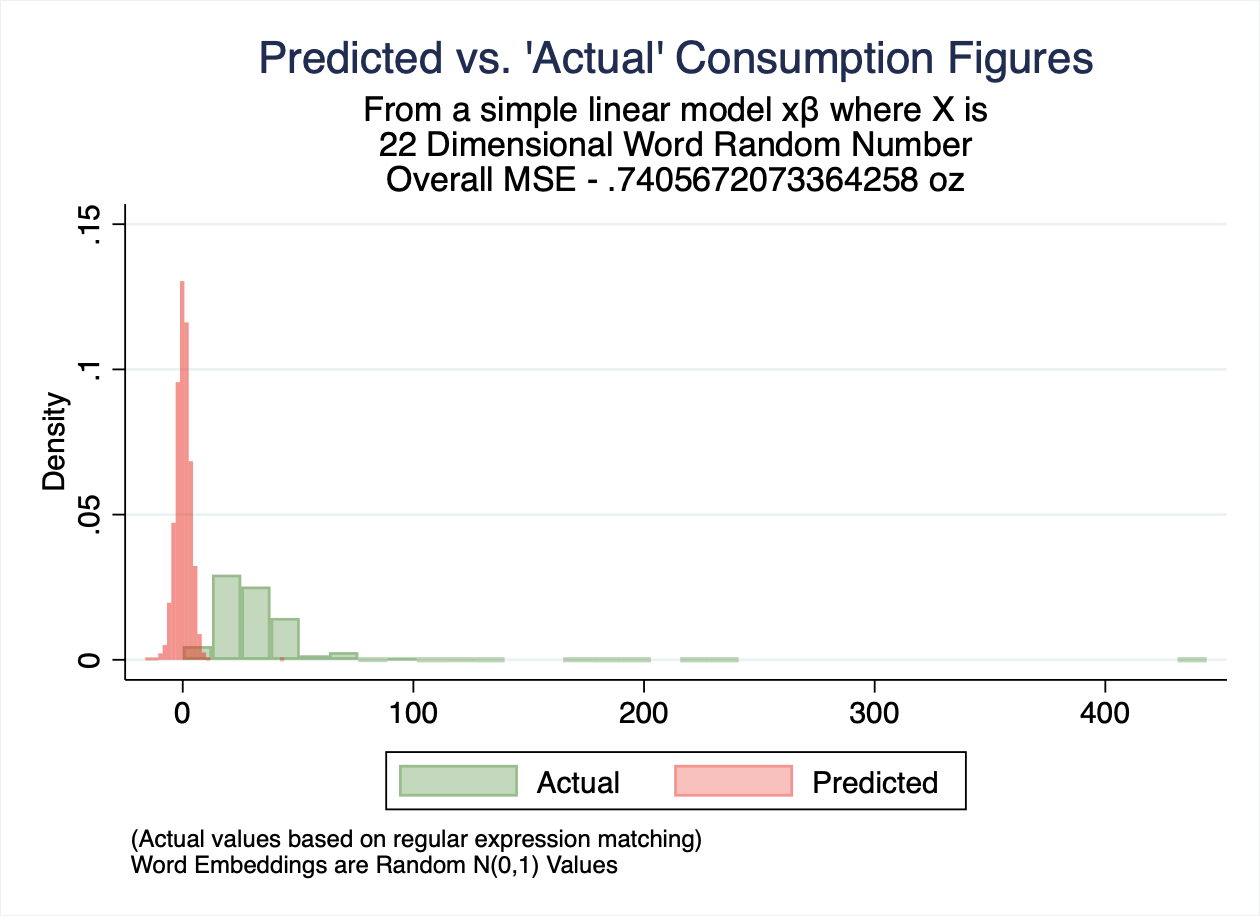 Predicted vs. 'Actual' Consumption Figures
From a simple linear model xβ where X is
22 Dimensional Word Random Number
Overall MSE - .7405672073364258 oz
.15
.1
.05
0
Density
0 100 200 300 400
Actual Predicted
(Actual values based on regular expression matching)
Word Embeddings are Random N(0,1) Values